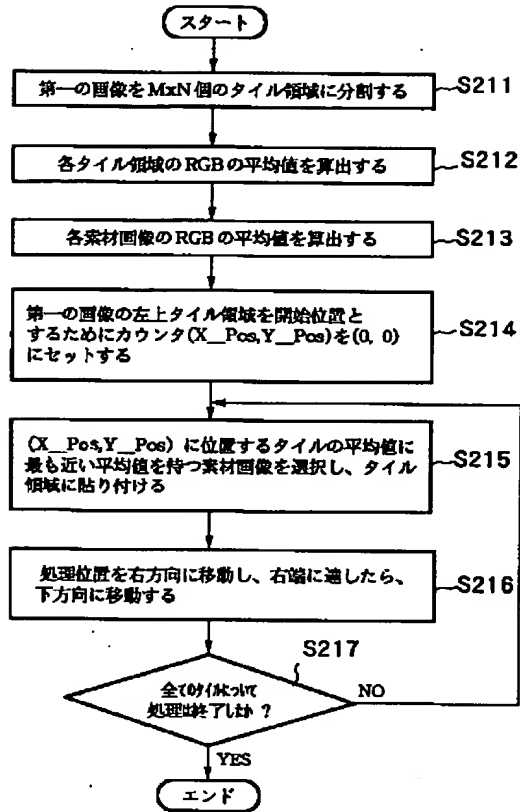 スタート
第一の画像をMxN個のタイル領域に分割する
S211
各タイル領域のRGBの平均値を算出する
S212
各素材画像のRGBの平均値を算出する
S213
第一の画像の左上タイル領域を開始位置と
するためにカウンタ(X__Pos,Y__Pos)を(0, 0)
にセットする
S214
(X__Pos,Y__Pos) に位置するタイルの平均値に
最も近い平均値を持つ素材画像を選択し、タイル
領域に貼り付ける
S215
処理位置を右方向に移動し、右端に達したら、
下方向に移動する
S216
S217
全てのタイルについて
処理は終了したか?
NO
YES
エンド